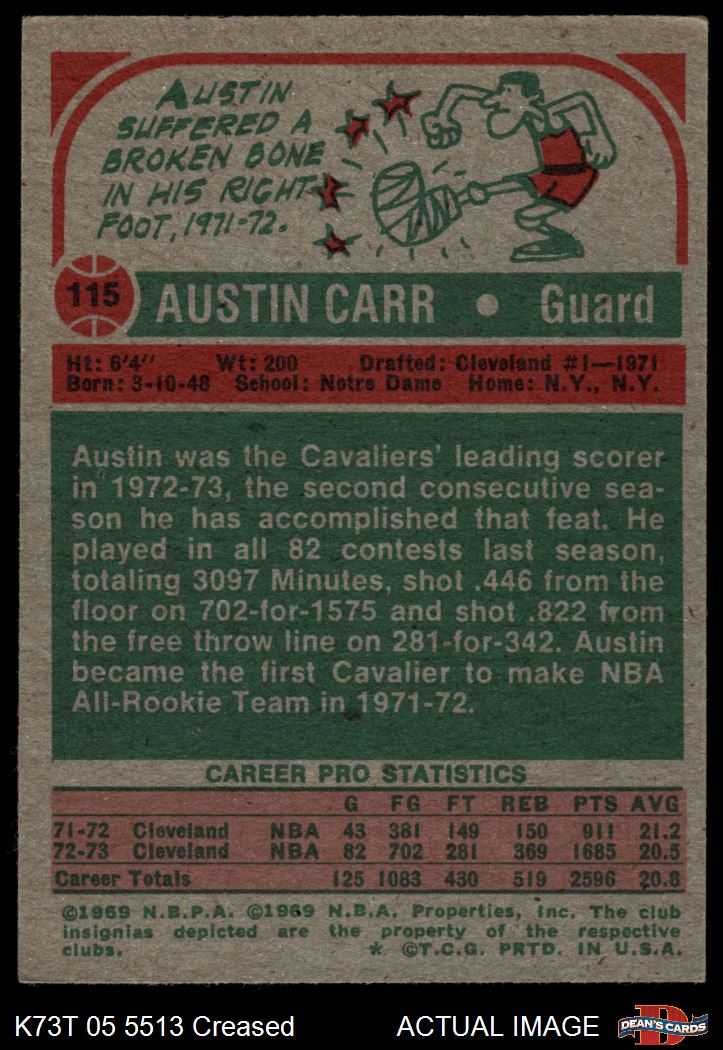 AUSTIN
SUFFERED A
BROKEN BONE
IN HIS RIGHT
FOOT, 1971-72.
115
AUSTIN CARR • Guard
Ht: 6'4" Wt: 200 Drafted: Cleveland #1—1971
Born: 3-10-48 School: Notre Dame Home: N.Y., N.Y.
Austin was the Cavaliers' leading scorer
in 1972-73, the second consecutive sea-
son he has accomplished that feat. He
played in all 82 contests last season,
totaling 3097 Minutes, shot .446 from the
floor on 702-for-1575 and shot .822 from
the free throw line on 281-for-342. Austin
became the first Cavalier to make NBA
All-Rookie Team in 1971-72.
CAREER PRO STATISTICS
G FG FT REB PTS AVG
71-72 Cleveland NBA 43 381 149 150 911 21.2
72-73 Cleveland NBA 82 702 281 369 1685 20.5
Career Totals 125 1083 430 519 2596 20.8
©1969 N.B.P.A. ©1969 N.B.A. Properties, Inc. The club
insignias depicted are the property of the respective
clubs. * ©T.C.G. PRTD. IN U.S.A.
K73T 05 5513 Creased ACTUAL IMAGE
D
DEAN'S CARDS